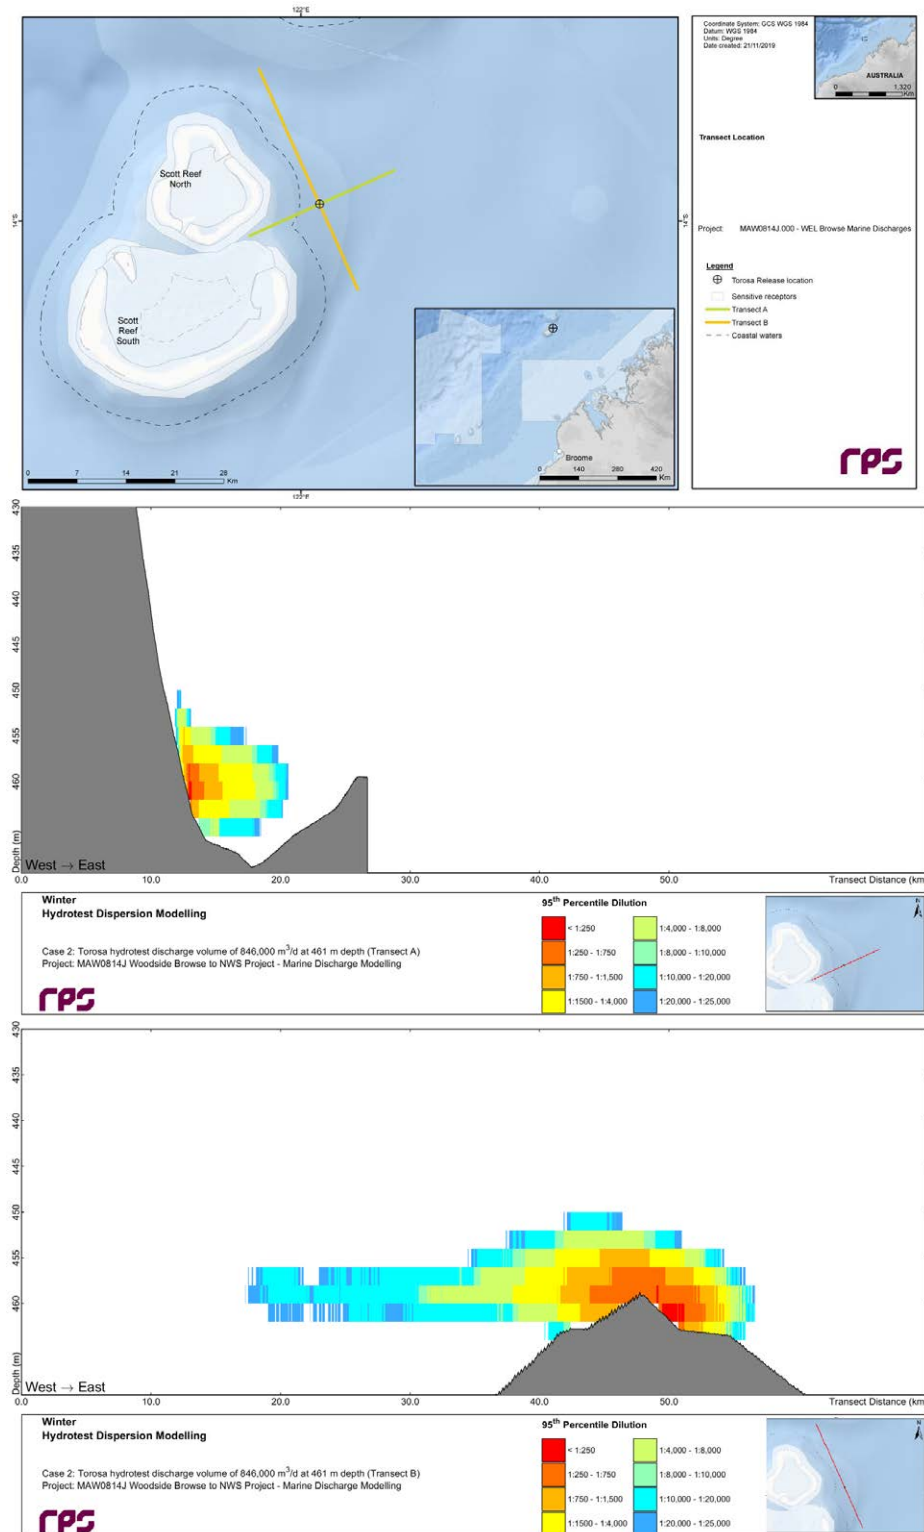 122°E
Coordinate System: GCS WGS 1984
Datum: WGS 1984
Units: Degree
Date created: 21/11/2019
AUSTRALIA
0 1,320
Km
Transect Location
Scott Reef
North
14°S
14°S
Project: MAW0814J.000 - WEL Browse Marine Discharges
Legend
Torosa Release location
Sensitive receptors
Transect A
Transect B
Coastal waters
Scott
Reef
South
Broome
0 140 280 420
Km
rps
0 7 14 21 28
Km
122°E
430
435
440
445
450
455
460
Depth (m)
West → East
0.0 10.0 20.0 30.0 40.0 50.0 Transect Distance (km
Winter
Hydrotest Dispersion Modelling
Case 2: Torosa hydrotest discharge volume of 846,000 m³/d at 461 m depth (Transect A)
Project: MAW0814J Woodside Browse to NWS Project - Marine Discharge Modelling
rps
95th Percentile Dilution
< 1:250
1:250 - 1:750
1:750 - 1:1,500
1:1500 - 1:4,000
1:4,000 - 1:8,000
1:8,000 - 1:10,000
1:10,000 - 1:20,000
1:20,000 - 1:25,000
N
430
435
440
445
450
455
460
Depth (m)
West → East
0.0 10.0 20.0 30.0 40.0 50.0 Transect Distance (km
Winter
Hydrotest Dispersion Modelling
Case 2: Torosa hydrotest discharge volume of 846,000 m³/d at 461 m depth (Transect B)
Project: MAW0814J Woodside Browse to NWS Project - Marine Discharge Modelling
rps
95th Percentile Dilution
< 1:250
1:250 - 1:750
1:750 - 1:1,500
1:1500 - 1:4,000
1:4,000 - 1:8,000
1:8,000 - 1:10,000
1:10,000 - 1:20,000
1:20,000 - 1:25,000
N